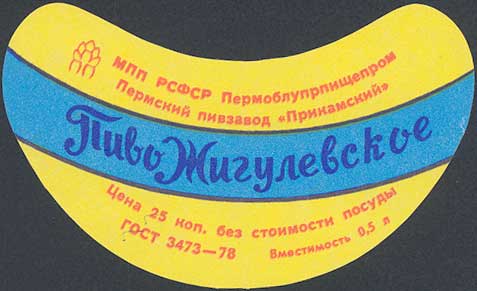 МПП РСФСР Пермоблупрпищепром
Пермский пивзавод «Прикамский»
Пиво Жигулевское
Цена 25 коп. без стоимости посуды
ГОСТ 3473—78 Вместимость 0,5 л